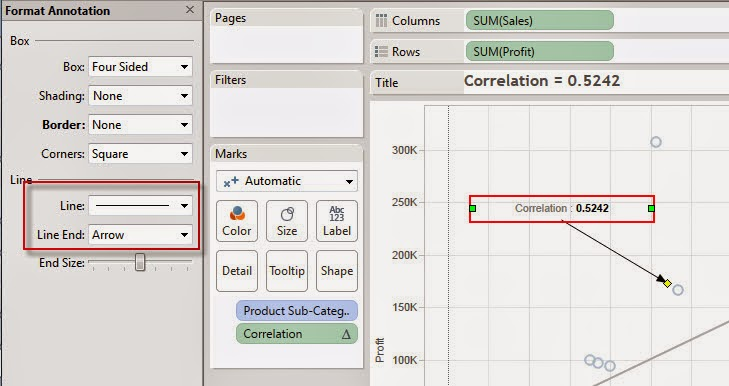 Format Annotation
Box
Box: Four Sided
Shading: None
Border: None
Corners: Square
Line
Line:
Line End: Arrow
End Size:
Pages
Filters
Marks
Automatic
Color
Size
Abc
123
Label
Detail
Tooltip
Shape
Product Sub-Categ..
Correlation Δ
Columns
SUM(Sales)
Rows
SUM(Profit)
Title
Correlation = 0.5242
300K
250K
Correlation : 0.5242
200K
150K
100K
Profit